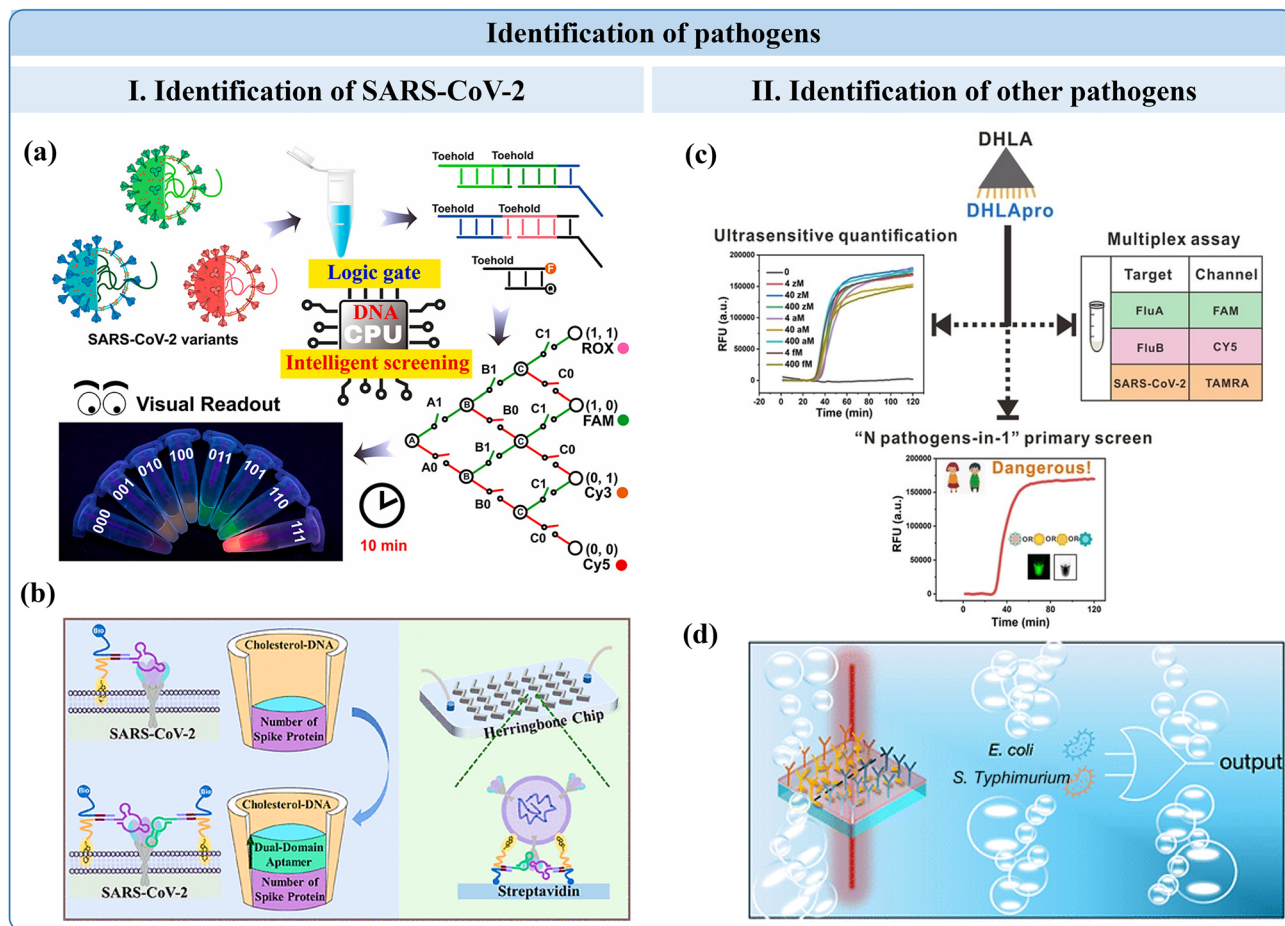 Identification of pathogens
I. Identification of SARS-CoV-2
II. Identification of other pathogens
(a)
SARS-CoV-2 variants
Logic gate
DNA
CPU
Intelligent screening
Toehold
Toehold
Toehold
Toehold
Toehold
F
Q
Visual Readout
000
001
010
100
011
101
110
111
10 min
A
A1
A0
B
B1
B0
B
B1
B0
C
C1
C0
C
C1
C0
C
C1
C0
(1, 1)
ROX
(1, 0)
FAM
(0, 1)
Cy3
(0, 0)
Cy5
(b)
Bio
SARS-CoV-2
Cholesterol-DNA
Number of
Spike Protein
Bio
Bio
SARS-CoV-2
Cholesterol-DNA
Dual-Domain
Aptamer
Number of
Spike Protein
Herringbone Chip
Streptavidin
(c)
DHLA
DHLApro
Ultrasensitive quantification
RFU (a.u.)
200000
150000
100000
50000
0
0
4 zM
40 zM
400 zM
4 aM
40 aM
400 aM
4 fM
400 fM
-20 0 20 40 60 80 100 120
Time (min)
Multiplex assay
Target Channel
FluA FAM
FluB CY5
SARS-CoV-2 TAMRA
“N pathogens-in-1” primary screen
RFU (a.u.)
200000
150000
100000
50000
0
Dangerous!
OR OR OR
0 40 80 120
Time (min)
(d)
E. coli
S. Typhimurium
output